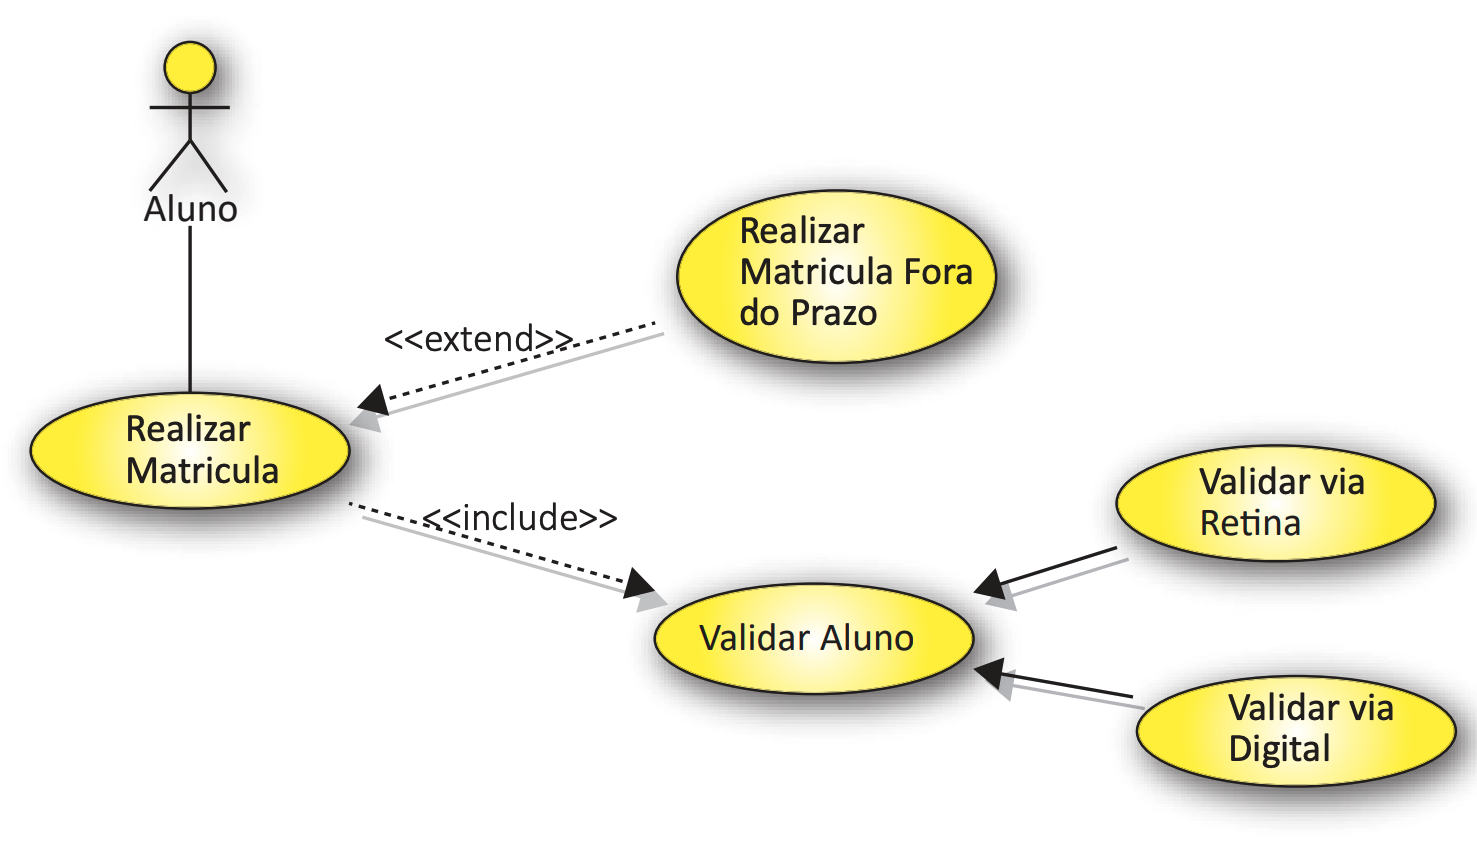 Aluno
Realizar
Matricula Fora
do Prazo
<<extend>>
Realizar
Matricula
<<include>>
Validar via
Retina
Validar Aluno
Validar via
Digital